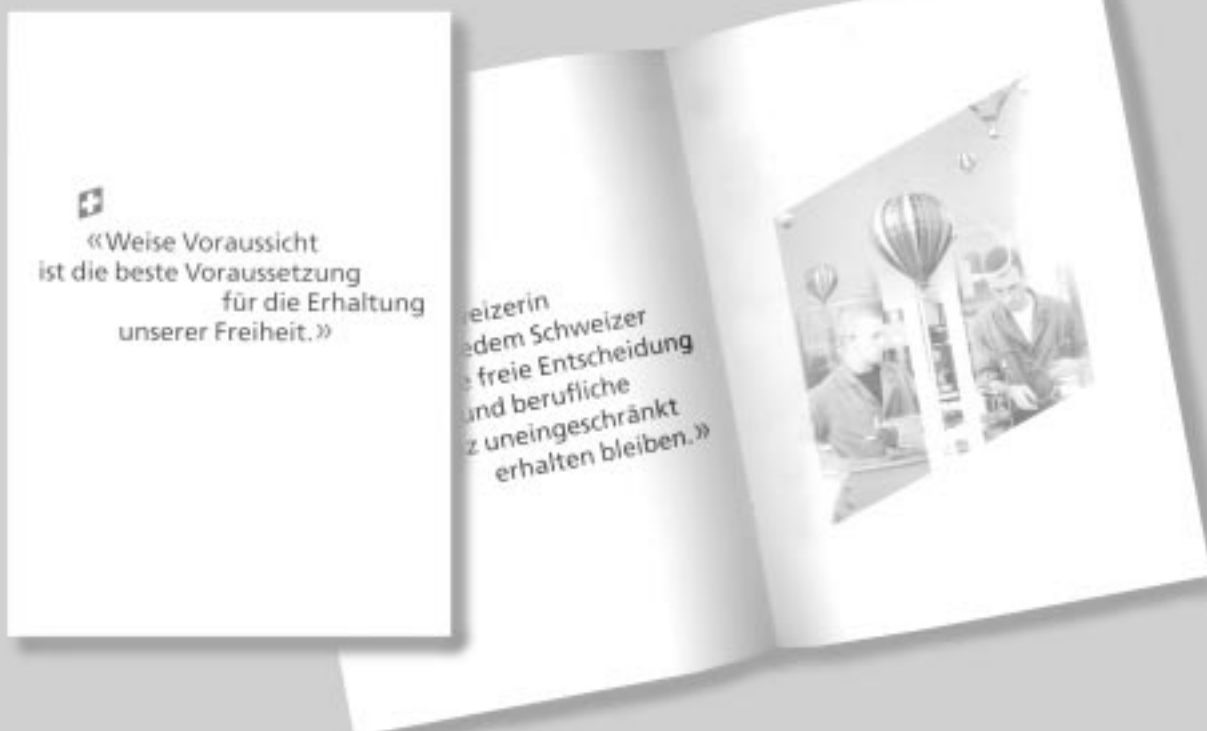 «Weise Voraussicht
ist die beste Voraussetzung
für die Erhaltung
unserer Freiheit.»
eizerin
edem Schweizer
freie Entscheidung
und berufliche
z uneingeschränkt
erhalten bleiben.»